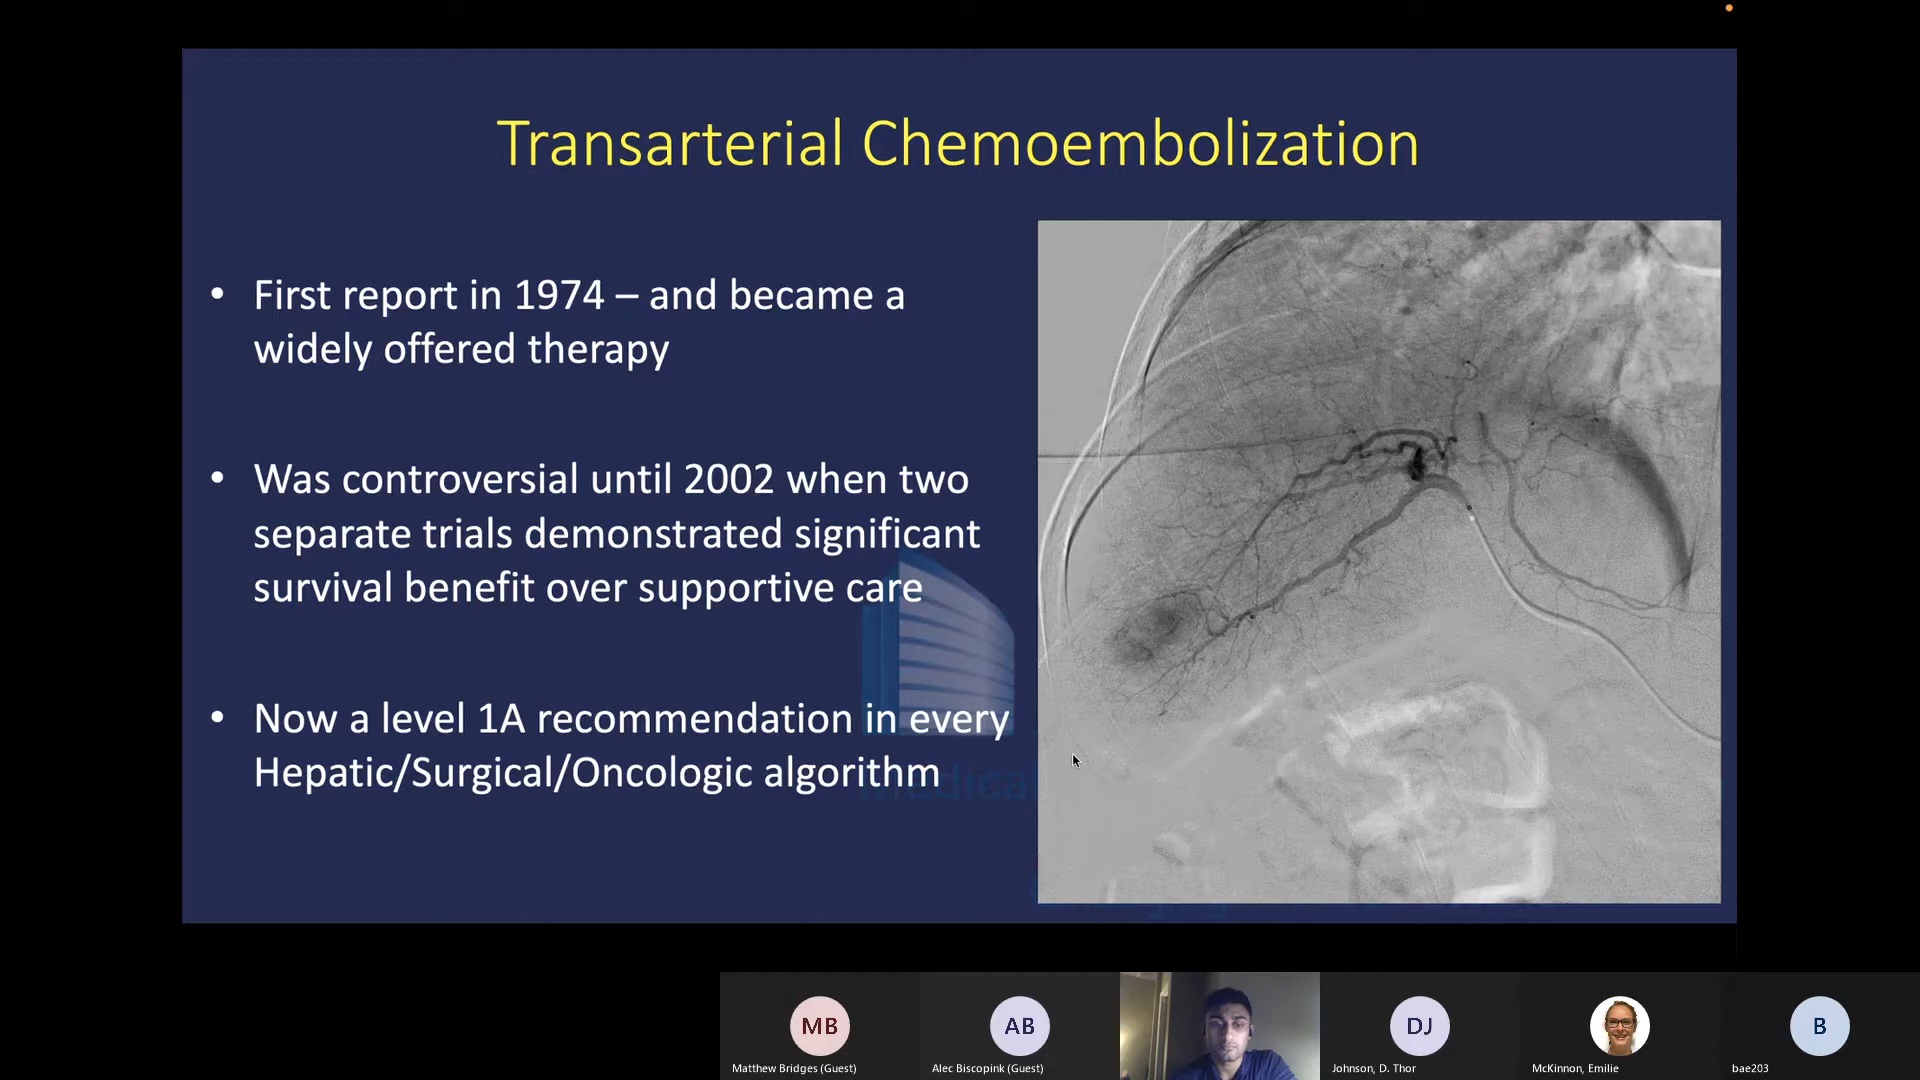 Transarterial Chemoembolization
• First report in 1974 – and became a
widely offered therapy
• Was controversial until 2002 when two
separate trials demonstrated significant
survival benefit over supportive care
• Now a level 1A recommendation in every
Hepatic/Surgical/Oncologic algorithm
Medical
MB
AB
DJ
B
Matthew Bridges (Guest)
Alec Biscopink (Guest)
Johnson, D. Thor
McKinnon, Emilie
bae203